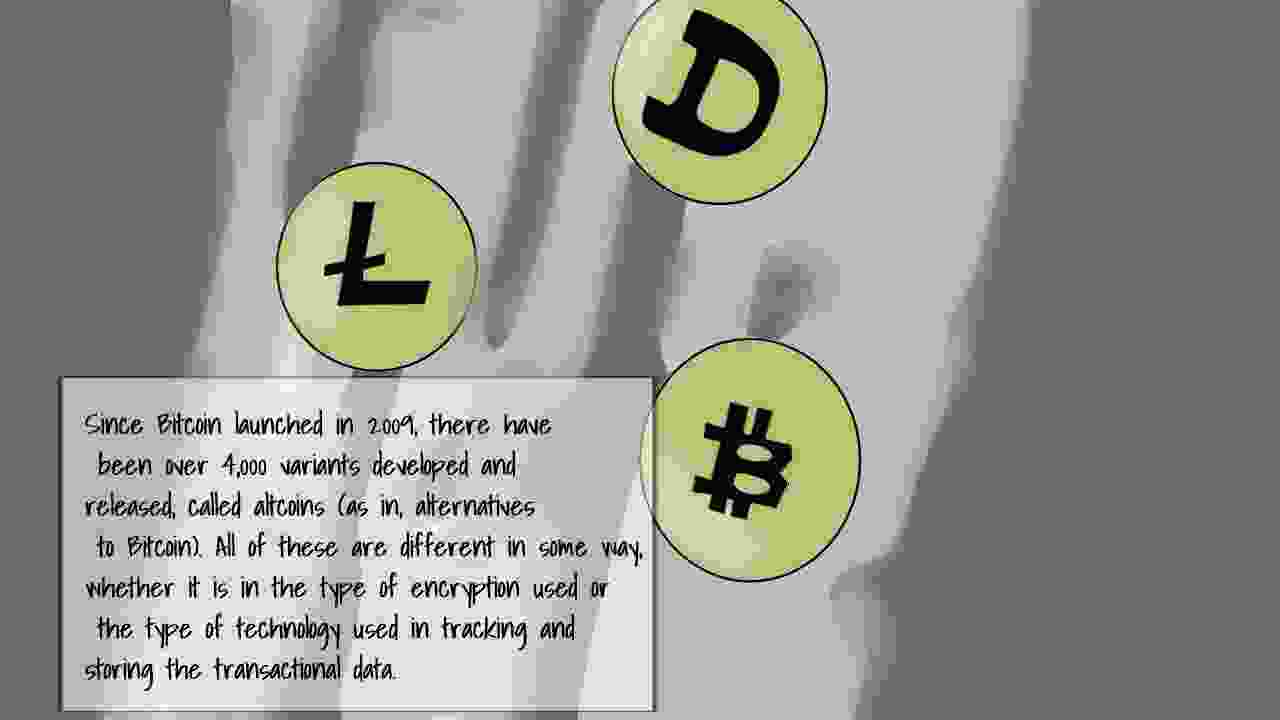 D
Ł
₿
Since Bitcoin launched in 2009, there have
been over 4,000 variants developed and
released, called altcoins (as in, alternatives
to Bitcoin). All of these are different in some way,
whether it is in the type of encryption used or
the type of technology used in tracking and
storing the transactional data.